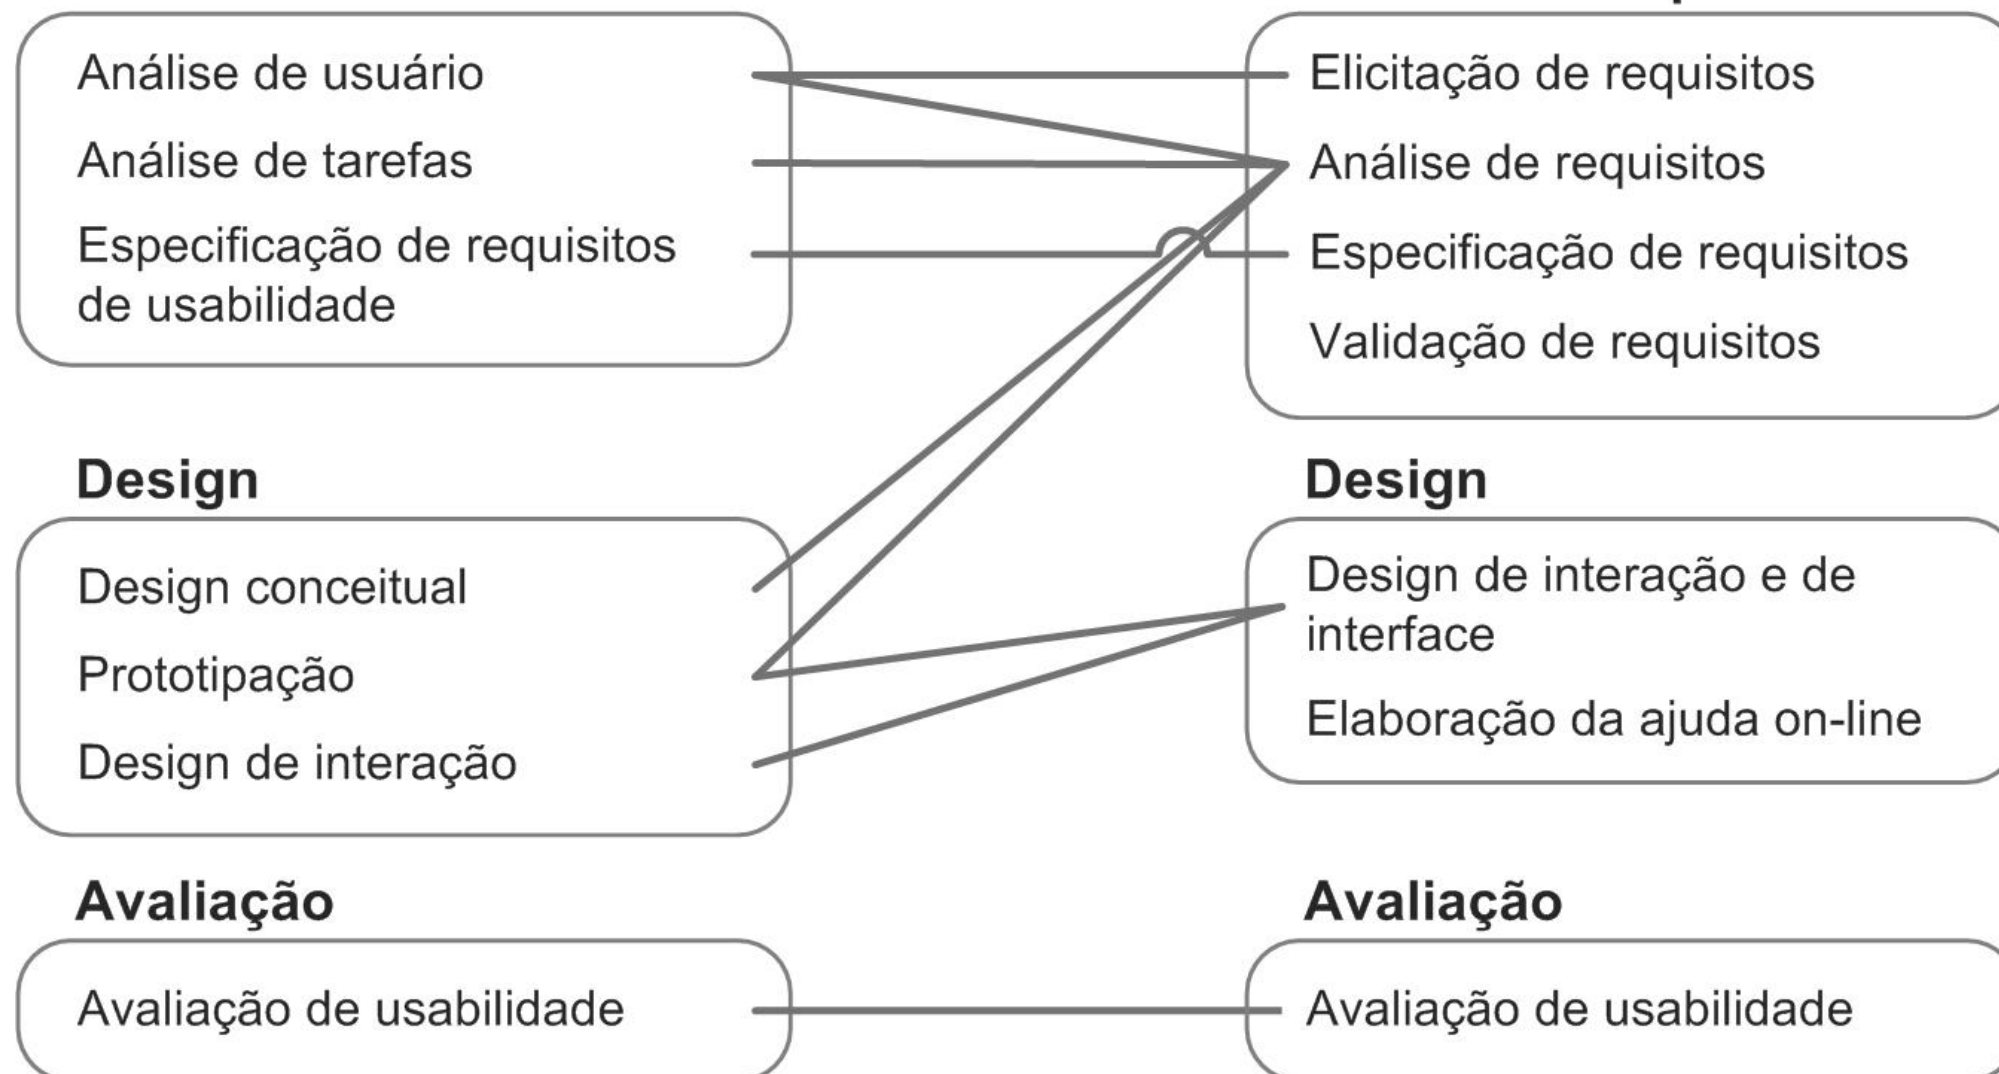 Análise de usuário
Análise de tarefas
Especificação de requisitos
de usabilidade
Elicitação de requisitos
Análise de requisitos
Especificação de requisitos
Validação de requisitos
Design
Design conceitual
Prototipação
Design de interação
Design
Design de interação e de
interface
Elaboração da ajuda on-line
Avaliação
Avaliação de usabilidade
Avaliação
Avaliação de usabilidade